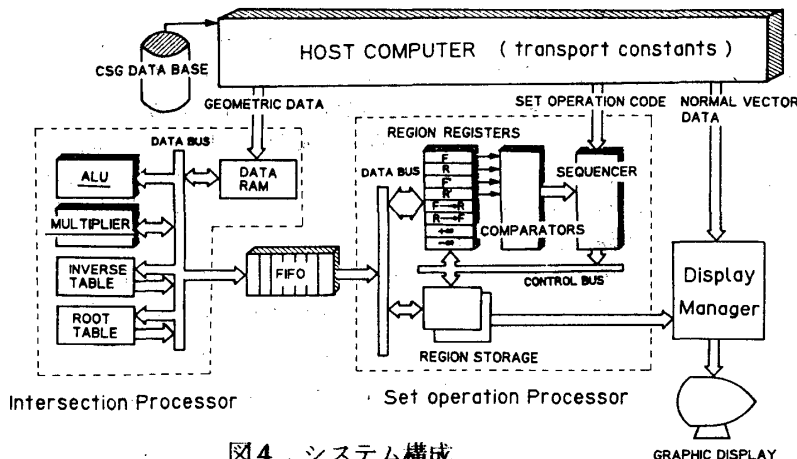 HOST COMPUTER ( transport constants )
CSG DATA BASE
GEOMETRIC DATA
SET OPERATION CODE
NORMAL VECTOR
DATA
DATA BUS
ALU
MULTIPLIER
INVERSE
TABLE
ROOT
TABLE
DATA
RAM
FIFO
Intersection Processor
REGION REGISTERS
DATA BUS
F
R
F'
R'
F→R
R→F
+∞
-∞
COMPARATORS
SEQUENCER
CONTROL BUS
REGION STORAGE
Set operation Processor
Display
Manager
GRAPHIC DISPLAY
図4 . システム構成